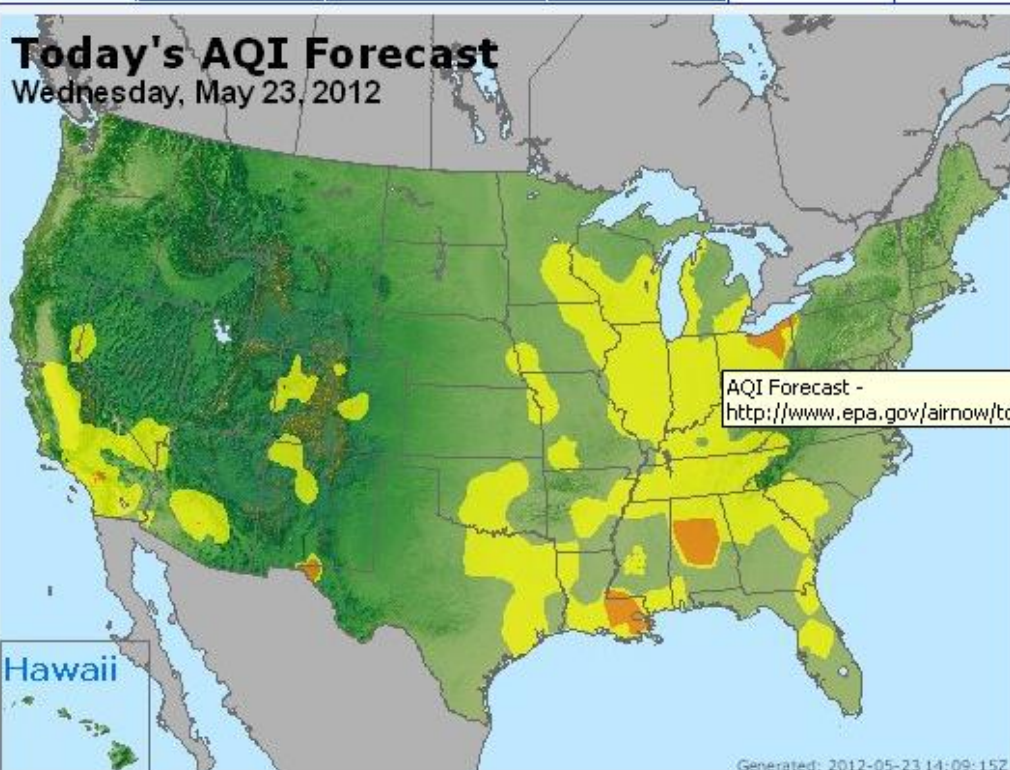 Today's AQI Forecast
Wednesday, May 23, 2012
AQI Forecast -
http://www.epa.gov/airnow/to
Hawaii
Generated: 2012-05-23 14:09:15Z